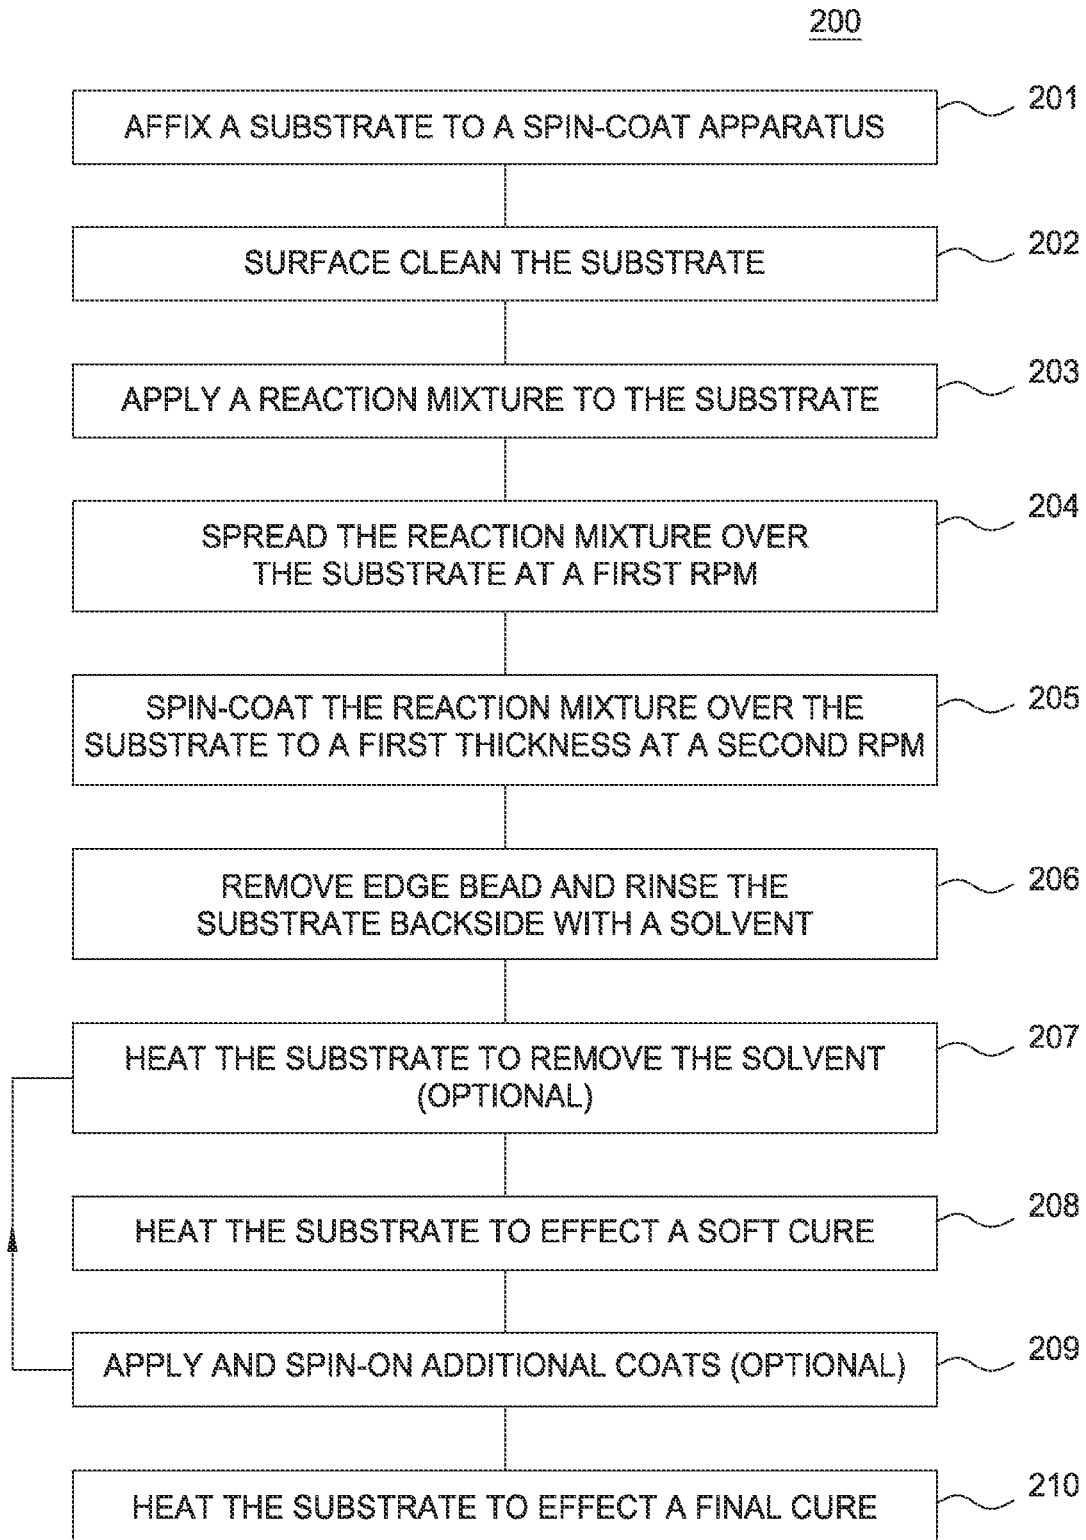 200
AFFIX A SUBSTRATE TO A SPIN-COAT APPARATUS
201
SURFACE CLEAN THE SUBSTRATE
202
APPLY A REACTION MIXTURE TO THE SUBSTRATE
203
SPREAD THE REACTION MIXTURE OVER
THE SUBSTRATE AT A FIRST RPM
204
SPIN-COAT THE REACTION MIXTURE OVER THE
SUBSTRATE TO A FIRST THICKNESS AT A SECOND RPM
205
REMOVE EDGE BEAD AND RINSE THE
SUBSTRATE BACKSIDE WITH A SOLVENT
206
HEAT THE SUBSTRATE TO REMOVE THE SOLVENT
(OPTIONAL)
207
HEAT THE SUBSTRATE TO EFFECT A SOFT CURE
208
APPLY AND SPIN-ON ADDITIONAL COATS (OPTIONAL)
209
HEAT THE SUBSTRATE TO EFFECT A FINAL CURE
210